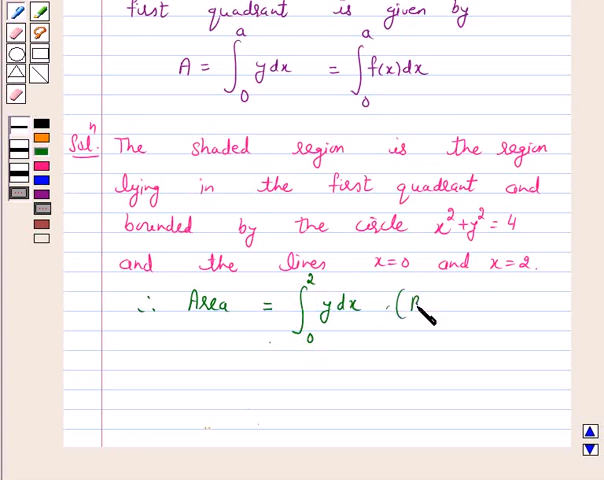 first quadrant is given by
A = ∫₀ᵃ y dx = ∫₀ᵃ f(x) dx
Solⁿ. The shaded region is the region
lying in the first quadrant and
bounded by the circle x² + y² = 4
and the lines x=0 and x=2.
∴ Area = ∫₀² y dx . (